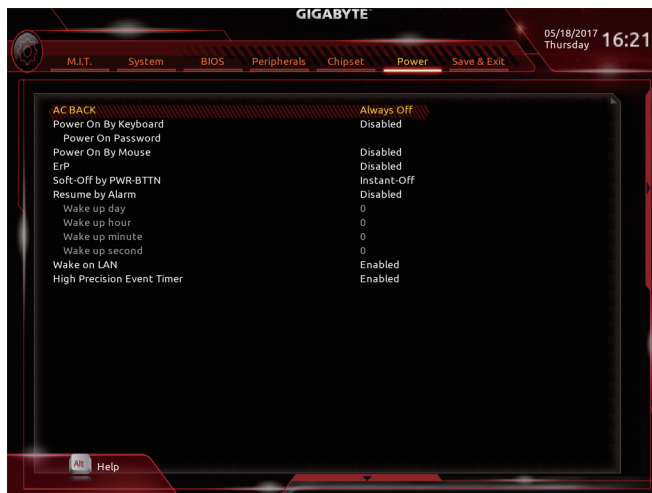 GIGABYTE
05/18/2017 16:21
Thursday
M.I.T. System BIOS Peripherals Chipset Power Save & Exit
AC BACK Always Off
Power On By Keyboard Disabled
Power On Password
Power On By Mouse Disabled
ErP Disabled
Soft-Off by PWR-BTTN Instant-Off
Resume by Alarm Disabled
Wake up day 0
Wake up hour 0
Wake up minute 0
Wake up second 0
Wake on LAN Enabled
High Precision Event Timer Enabled
Alt Help